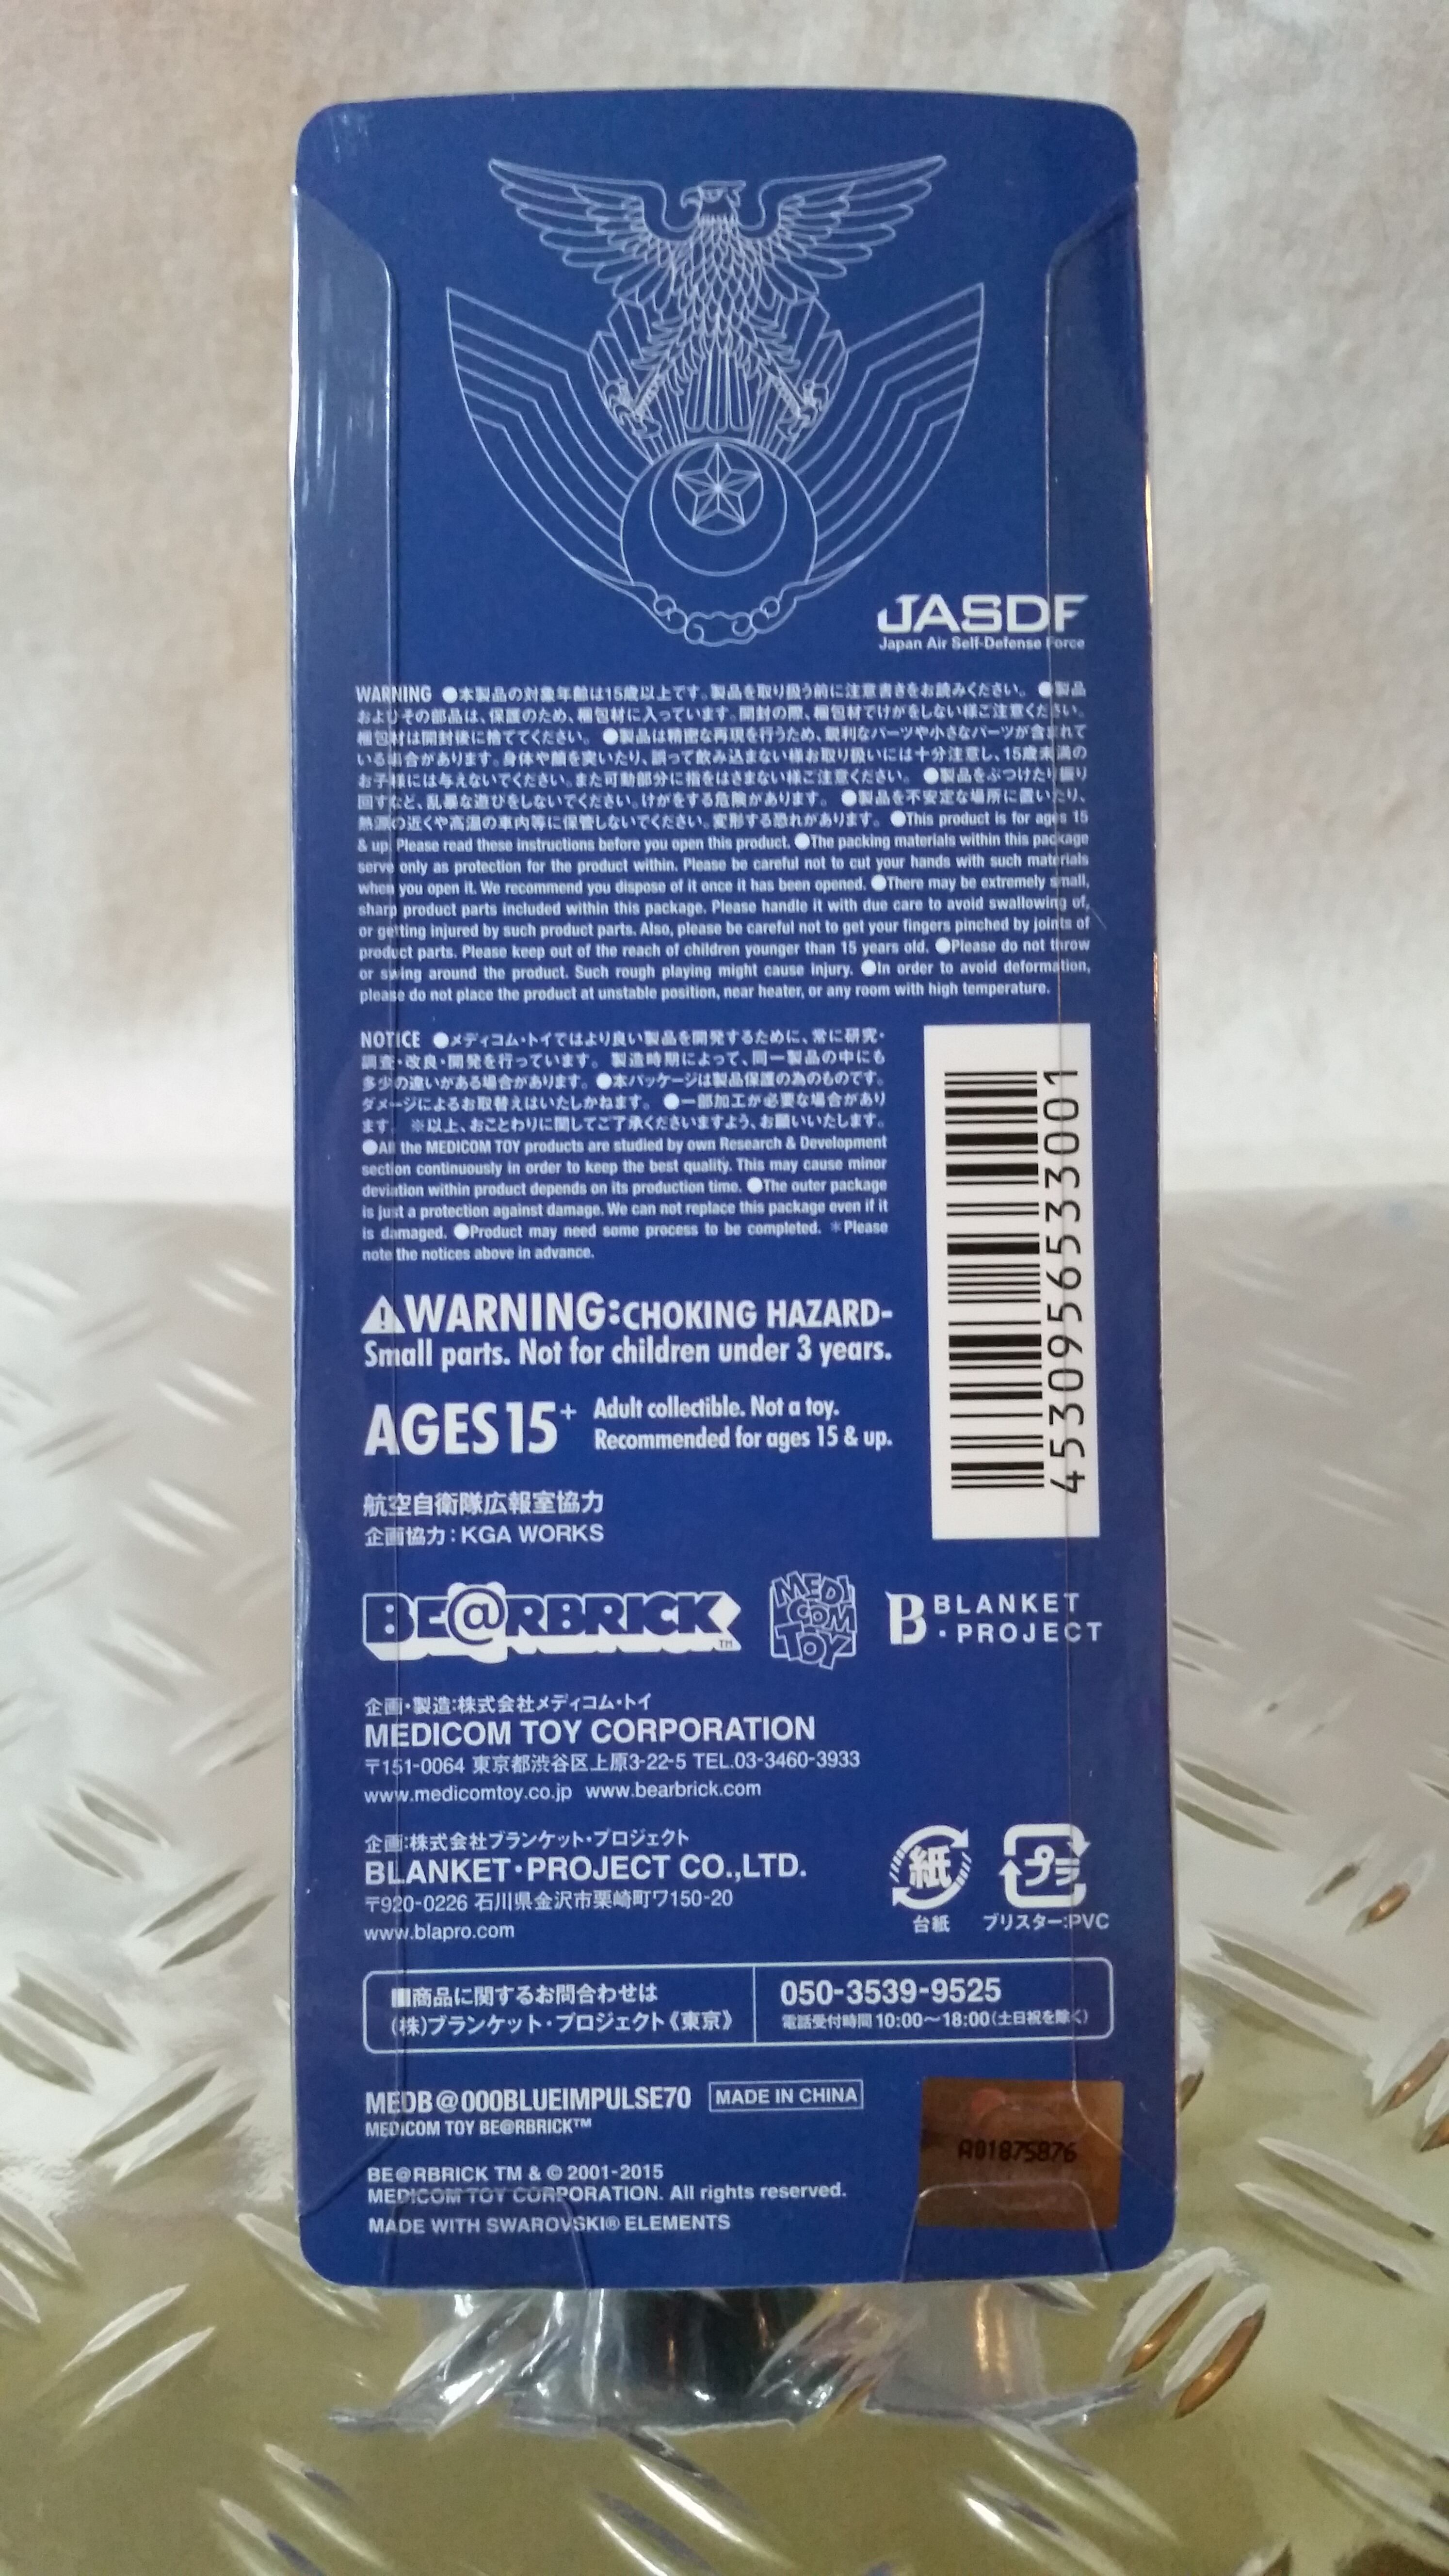 JASDF
Japan Air Self-Defense Force
WARNING ●本製品の対象年齢は15歳以上です。製品を取り扱う前に注意書きをお読みください。 ●製品
およびその部品は、保護のため、梱包材に入っています。開封の際、梱包材でけがをしない様ご注意ください。
梱包材は開封後に捨ててください。 ●製品は精密な再現を行うため、鋭利なパーツや小さなパーツが含まれて
いる場合があります。身体や顔を突いたり、誤って飲み込まない様お取り扱いには十分注意し、15歳未満の
お子様には与えないでください。また可動部分に指をはさまない様ご注意ください。 ●製品をぶつけたり振り
回すなど、乱暴な遊びをしないでください。けがをする危険があります。 ●製品を不安定な場所に置いたり、
熱源の近くや高温の車内等に保管しないでください。変形する恐れがあります。 ●This product is for ages 15
& up. Please read these instructions before you open this product. ●The packing materials within this package
serve only as protection for the product within. Please be careful not to cut your hands with such materials
when you open it. We recommend you dispose of it once it has been opened. ●There may be extremely small,
sharp product parts included within this package. Please handle it with due care to avoid swallowing of,
or getting injured by such product parts. Also, please be careful not to get your fingers pinched by joints of
product parts. Please keep out of the reach of children younger than 15 years old. ●Please do not throw
or swing around the product. Such rough playing might cause injury. ●In order to avoid deformation,
please do not place the product at unstable position, near heater, or any room with high temperature.
NOTICE ●メディコム・トイではより良い製品を開発するために、常に研究・
調査・改良・開発を行っています。 製造時期によって、同一製品の中にも
多少の違いがある場合があります。 ●本パッケージは製品保護の為のものです。
ダメージによるお取替えはいたしかねます。 ●一部加工が必要な場合があり
ます。 ※以上、おことわりに関してご了承くださいますよう、お願いいたします。
●All the MEDICOM TOY products are studied by own Research & Development
section continuously in order to keep the best quality. This may cause minor
deviation within product depends on its production time. ●The outer package
is just a protection against damage. We can not replace this package even if it
is damaged. ●Product may need some process to be completed. ＊Please
note the notices above in advance.
4530956533001
⚠WARNING:CHOKING HAZARD-
Small parts. Not for children under 3 years.
AGES 15+ Adult collectible. Not a toy.
Recommended for ages 15 & up.
航空自衛隊広報室協力
企画協力：KGA WORKS
BE@RBRICK TM
MEDICOM TOY
B BLANKET
・PROJECT
企画・製造：株式会社メディコム・トイ
MEDICOM TOY CORPORATION
〒151-0064 東京都渋谷区上原3-22-5 TEL.03-3460-3933
www.medicomtoy.co.jp www.bearbrick.com
企画：株式会社ブランケット・プロジェクト
BLANKET・PROJECT CO.,LTD.
〒920-0226 石川県金沢市粟崎町ワ150-20
www.blapro.com
紙 プラ
台紙 ブリスター：PVC
■商品に関するお問合わせは
(株)ブランケット・プロジェクト《東京》
050-3539-9525
電話受付時間 10:00〜18:00（土日祝を除く）
MEDB@000BLUEIMPULSE70 MADE IN CHINA
MEDICOM TOY BE@RBRICK™
A01875876
BE@RBRICK TM & © 2001-2015
MEDICOM TOY CORPORATION. All rights reserved.
MADE WITH SWAROVSKI® ELEMENTS